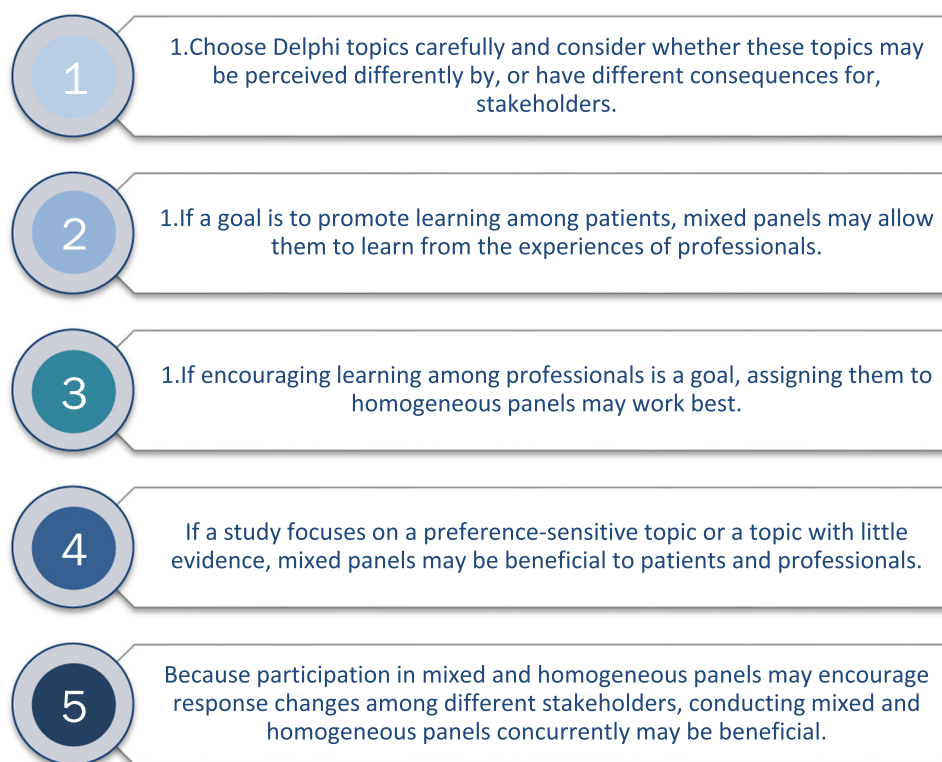 1
1.Choose Delphi topics carefully and consider whether these topics may
be perceived differently by, or have different consequences for,
stakeholders.
2
1.If a goal is to promote learning among patients, mixed panels may allow
them to learn from the experiences of professionals.
3
1.If encouraging learning among professionals is a goal, assigning them to
homogeneous panels may work best.
4
If a study focuses on a preference-sensitive topic or a topic with little
evidence, mixed panels may be beneficial to patients and professionals.
5
Because participation in mixed and homogeneous panels may encourage
response changes among different stakeholders, conducting mixed and
homogeneous panels concurrently may be beneficial.